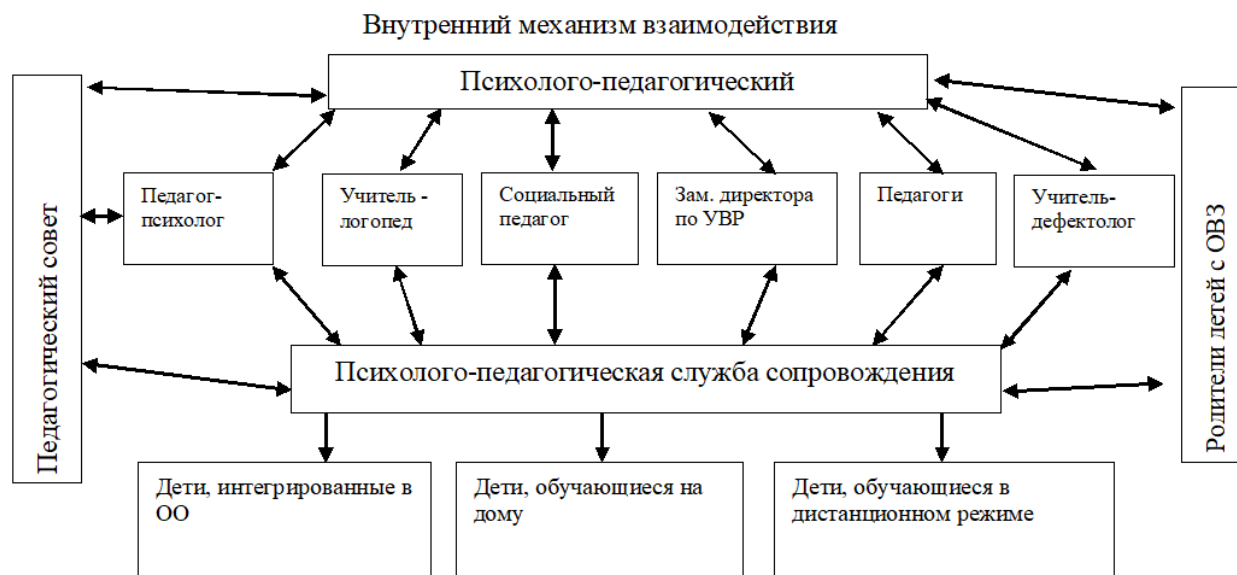 Внутренний механизм взаимодействия
Психолого-педагогический
Педагогический совет
Педагог-
психолог
Учитель -
логопед
Социальный
педагог
Зам. директора
по УВР
Педагоги
Учитель-
дефектолог
Родители детей с ОВЗ
Психолого-педагогическая служба сопровождения
Дети, интегрированные в
ОО
Дети, обучающиеся на
дому
Дети, обучающиеся в
дистанционном режиме